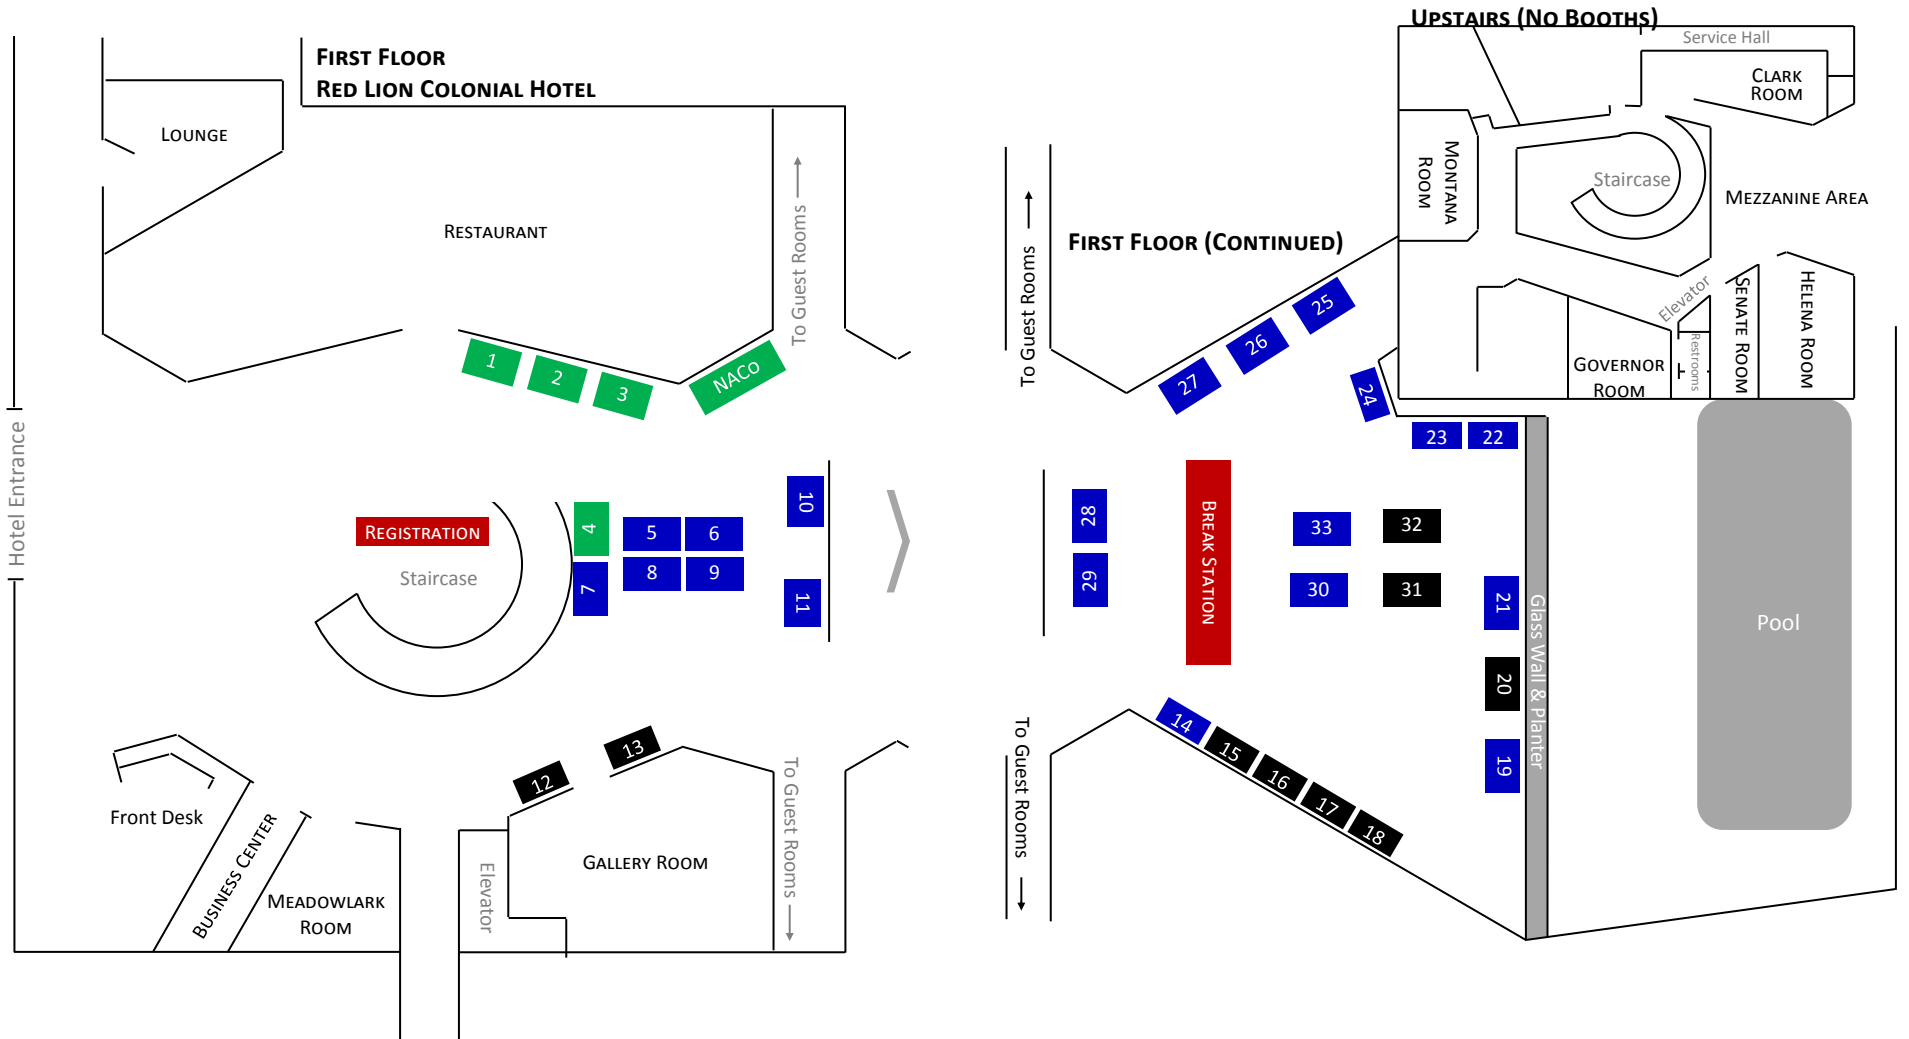 FIRST FLOOR
RED LION COLONIAL HOTEL
LOUNGE
RESTAURANT
To Guest Rooms
1
2
3
NACO
Hotel Entrance
REGISTRATION
Staircase
4
5
6
7
8
9
10
11
12
13
Front Desk
BUSINESS CENTER
MEADOWLARK
ROOM
Elevator
GALLERY ROOM
To Guest Rooms
FIRST FLOOR (CONTINUED)
To Guest Rooms
25
26
27
24
23
22
28
29
BREAK STATION
33
32
30
31
21
20
19
14
15
16
17
18
To Guest Rooms
Glass Wall & Planter
Pool
UPSTAIRS (NO BOOTHS)
Service Hall
CLARK
ROOM
MONTANA
ROOM
Staircase
MEZZANINE AREA
Elevator
Restrooms
GOVERNOR
ROOM
SENATE ROOM
HELENA ROOM